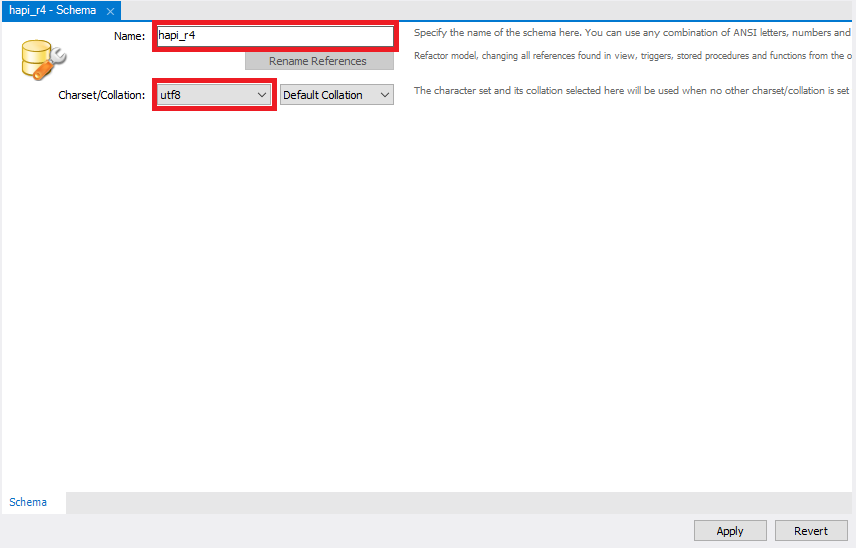 hapi_r4 - Schema
Name: hapi_r4 Specify the name of the schema here. You can use any combination of ANSI letters, numbers and
Rename References Refactor model, changing all references found in view, triggers, stored procedures and functions from the o
Charset/Collation: utf8 Default Collation The character set and its collation selected here will be used when no other charset/collation is set
Schema
Apply Revert